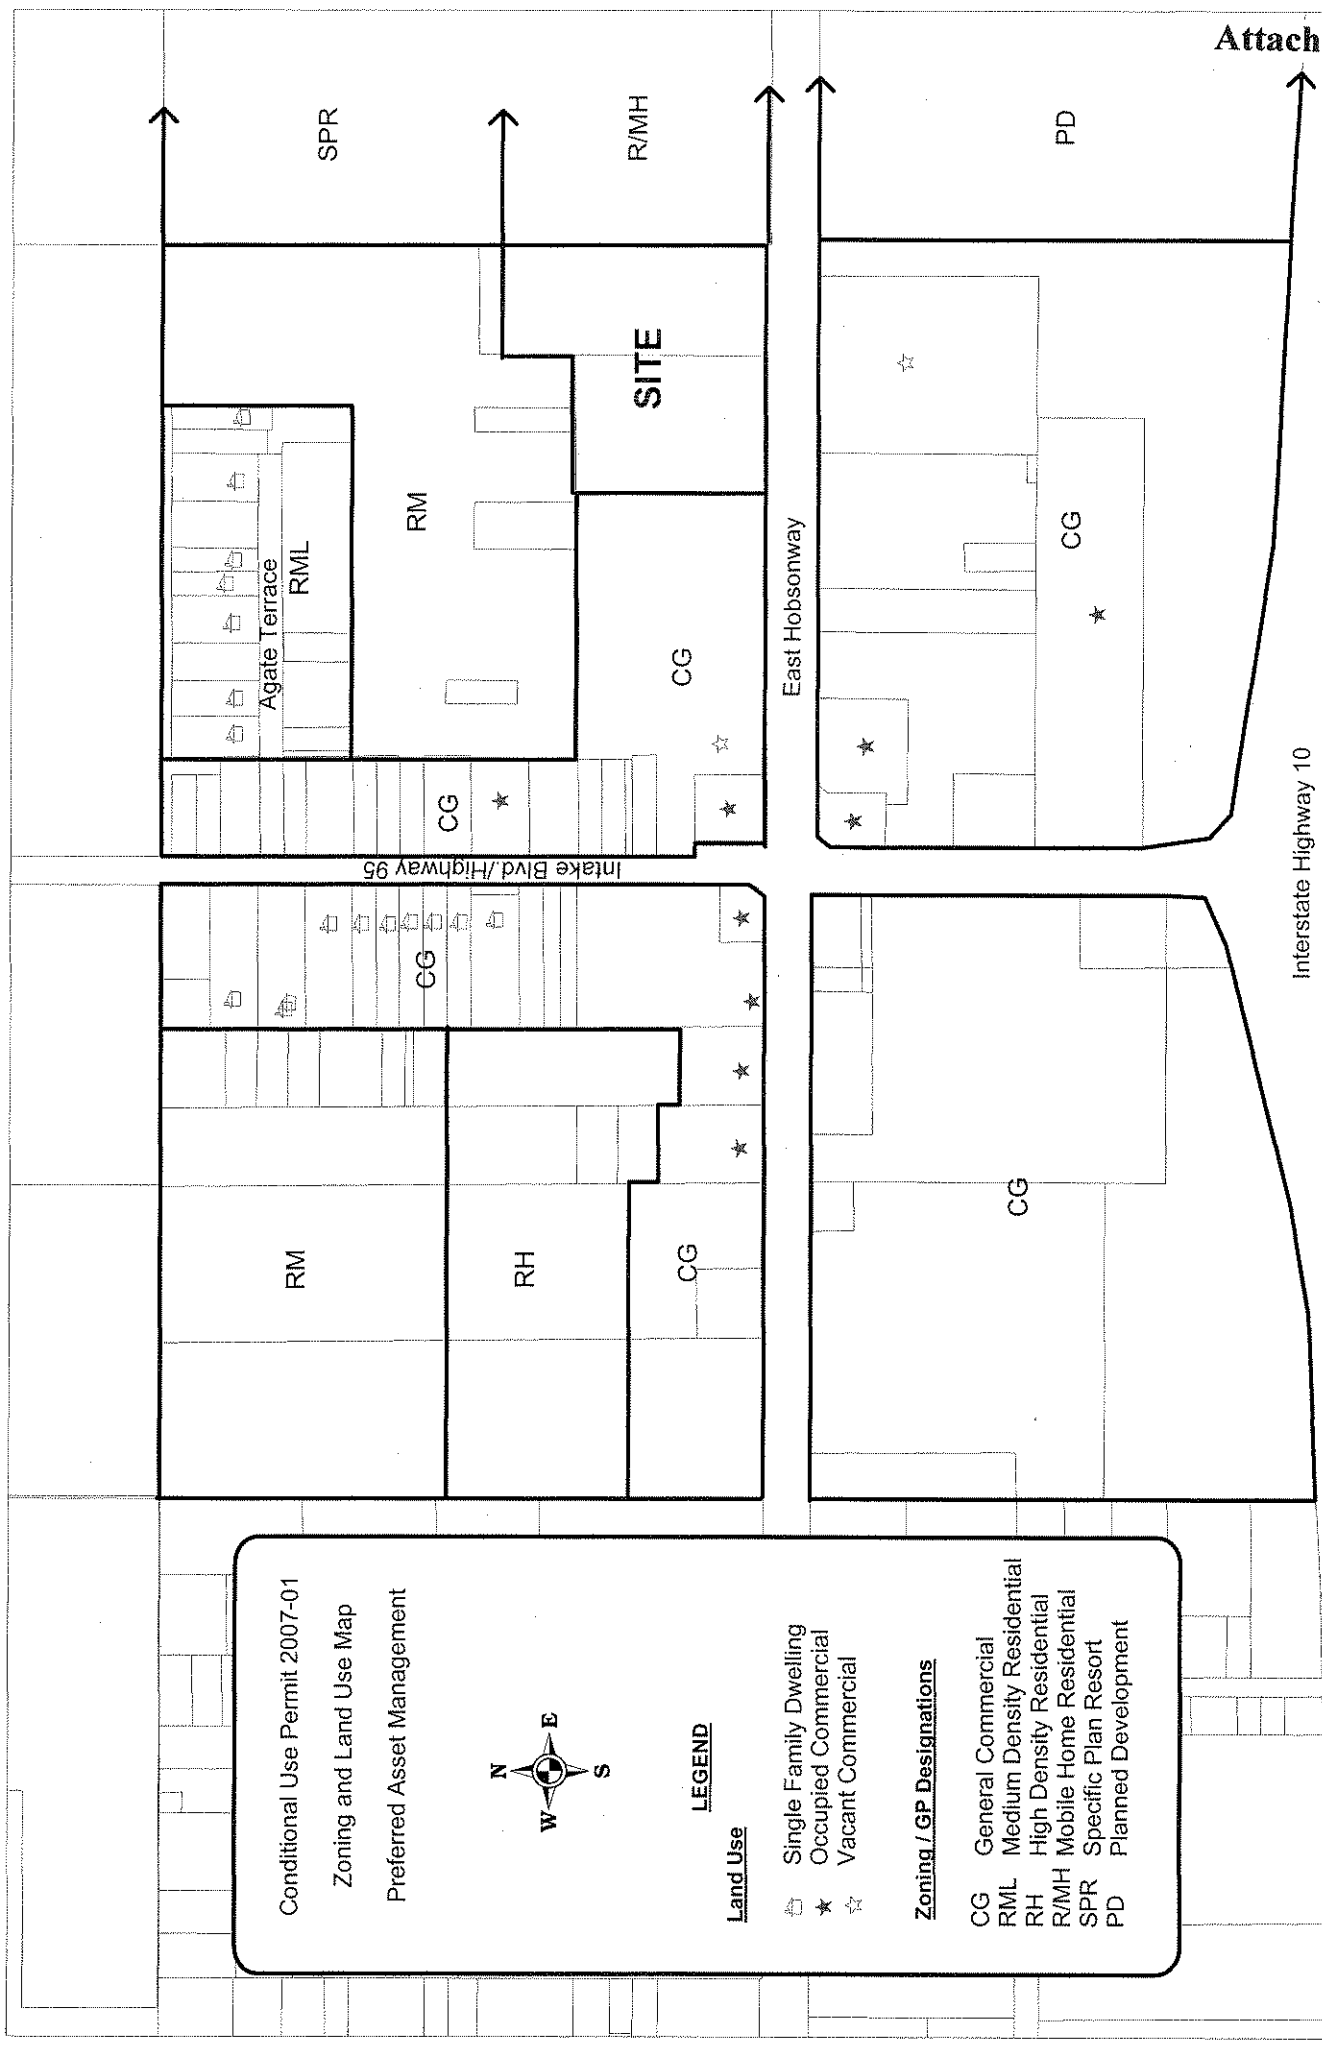 Attach
Conditional Use Permit 2007-01
Zoning and Land Use Map
Preferred Asset Management
N
W
E
S
LEGEND
Land Use
Single Family Dwelling
Occupied Commercial
Vacant Commercial
Zoning / GP Designations
CG General Commercial
RML Medium Density Residential
RH High Density Residential
R/MH Mobile Home Residential
SPR Specific Plan Resort
PD Planned Development
RM
RH
CG
CG
CG
Intake Blvd./Highway 95
CG
Agate Terrace
RML
RM
CG
SITE
East Hobsonway
CG
Interstate Highway 10
SPR
R/MH
PD